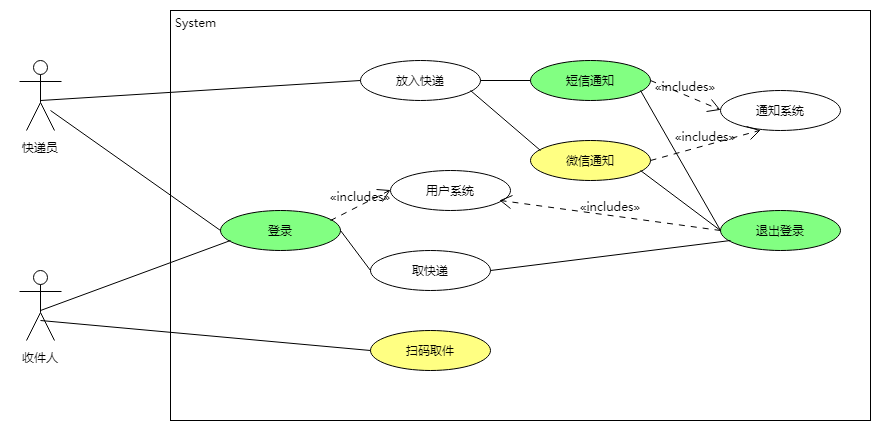 System
放入快递
短信通知
«includes»
通知系统
«includes»
快递员
微信通知
用户系统
«includes»
«includes»
登录
退出登录
取快递
扫码取件
收件人